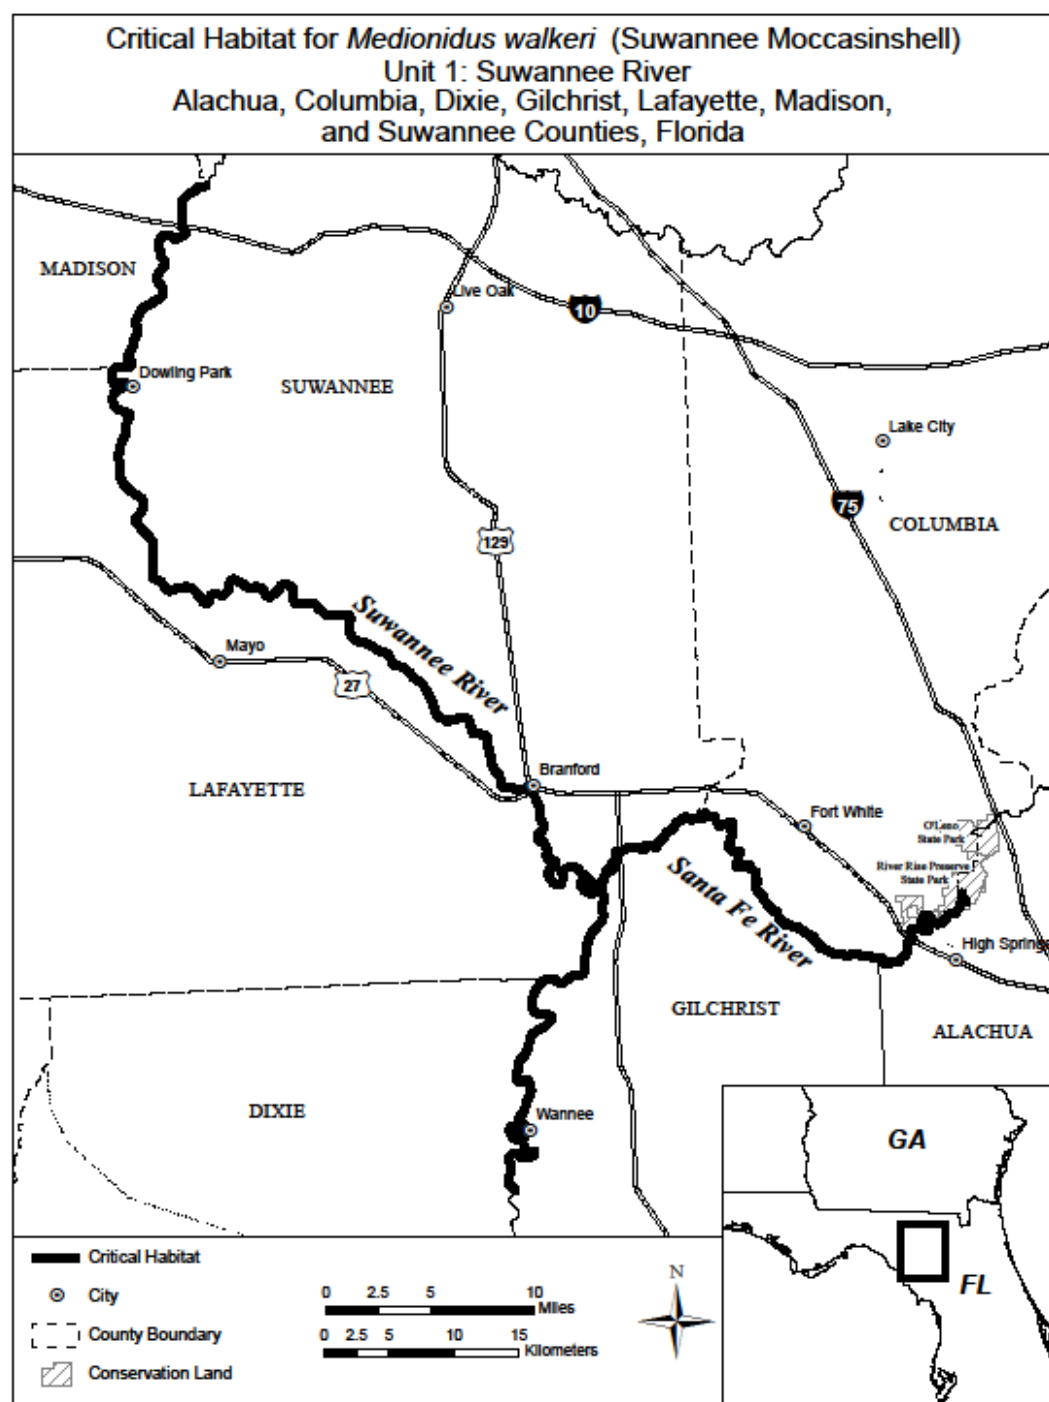 Critical Habitat for Medionidus walkeri (Suwannee Moccasinshell)
Unit 1: Suwannee River
Alachua, Columbia, Dixie, Gilchrist, Lafayette, Madison,
and Suwannee Counties, Florida
MADISON
Live Oak
10
Dowling Park
SUWANNEE
Lake City
75
COLUMBIA
129
Suwannee River
Mayo
27
Branford
LAFAYETTE
Fort White
O'Leno
State Park
River Rise Preserve
State Park
Santa Fe River
High Springs
GILCHRIST
ALACHUA
DIXIE
Wannee
GA
FL
Critical Habitat
City
County Boundary
Conservation Land
0 2.5 5 10
Miles
0 2.5 5 10 15
Kilometers
N